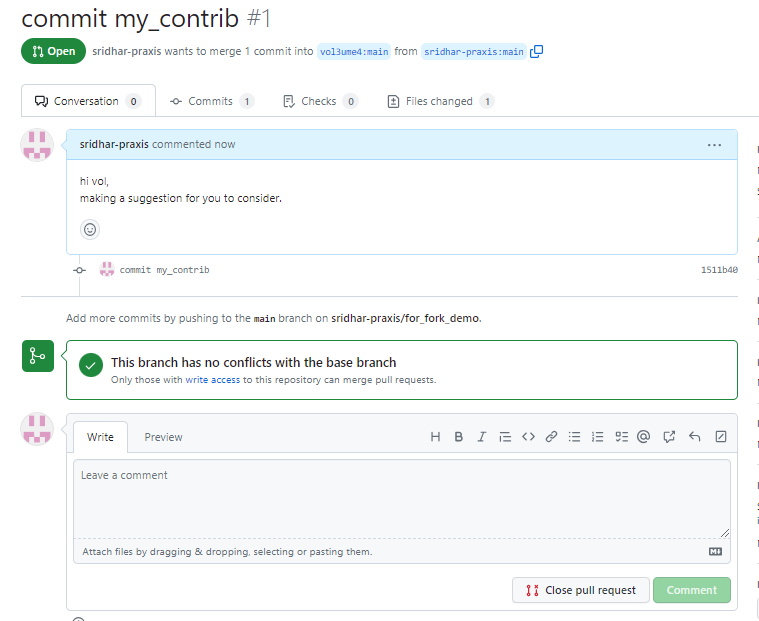 commit my_contrib #1
Open sridhar-praxis wants to merge 1 commit into vol3ume4:main from sridhar-praxis:main
Conversation 0 Commits 1 Checks 0 Files changed 1
sridhar-praxis commented now
hi vol,
making a suggestion for you to consider.
commit my_contrib 1511b40
Add more commits by pushing to the main branch on sridhar-praxis/for_fork_demo.
This branch has no conflicts with the base branch
Only those with write access to this repository can merge pull requests.
Write Preview
Leave a comment
Attach files by dragging & dropping, selecting or pasting them.
Close pull request Comment